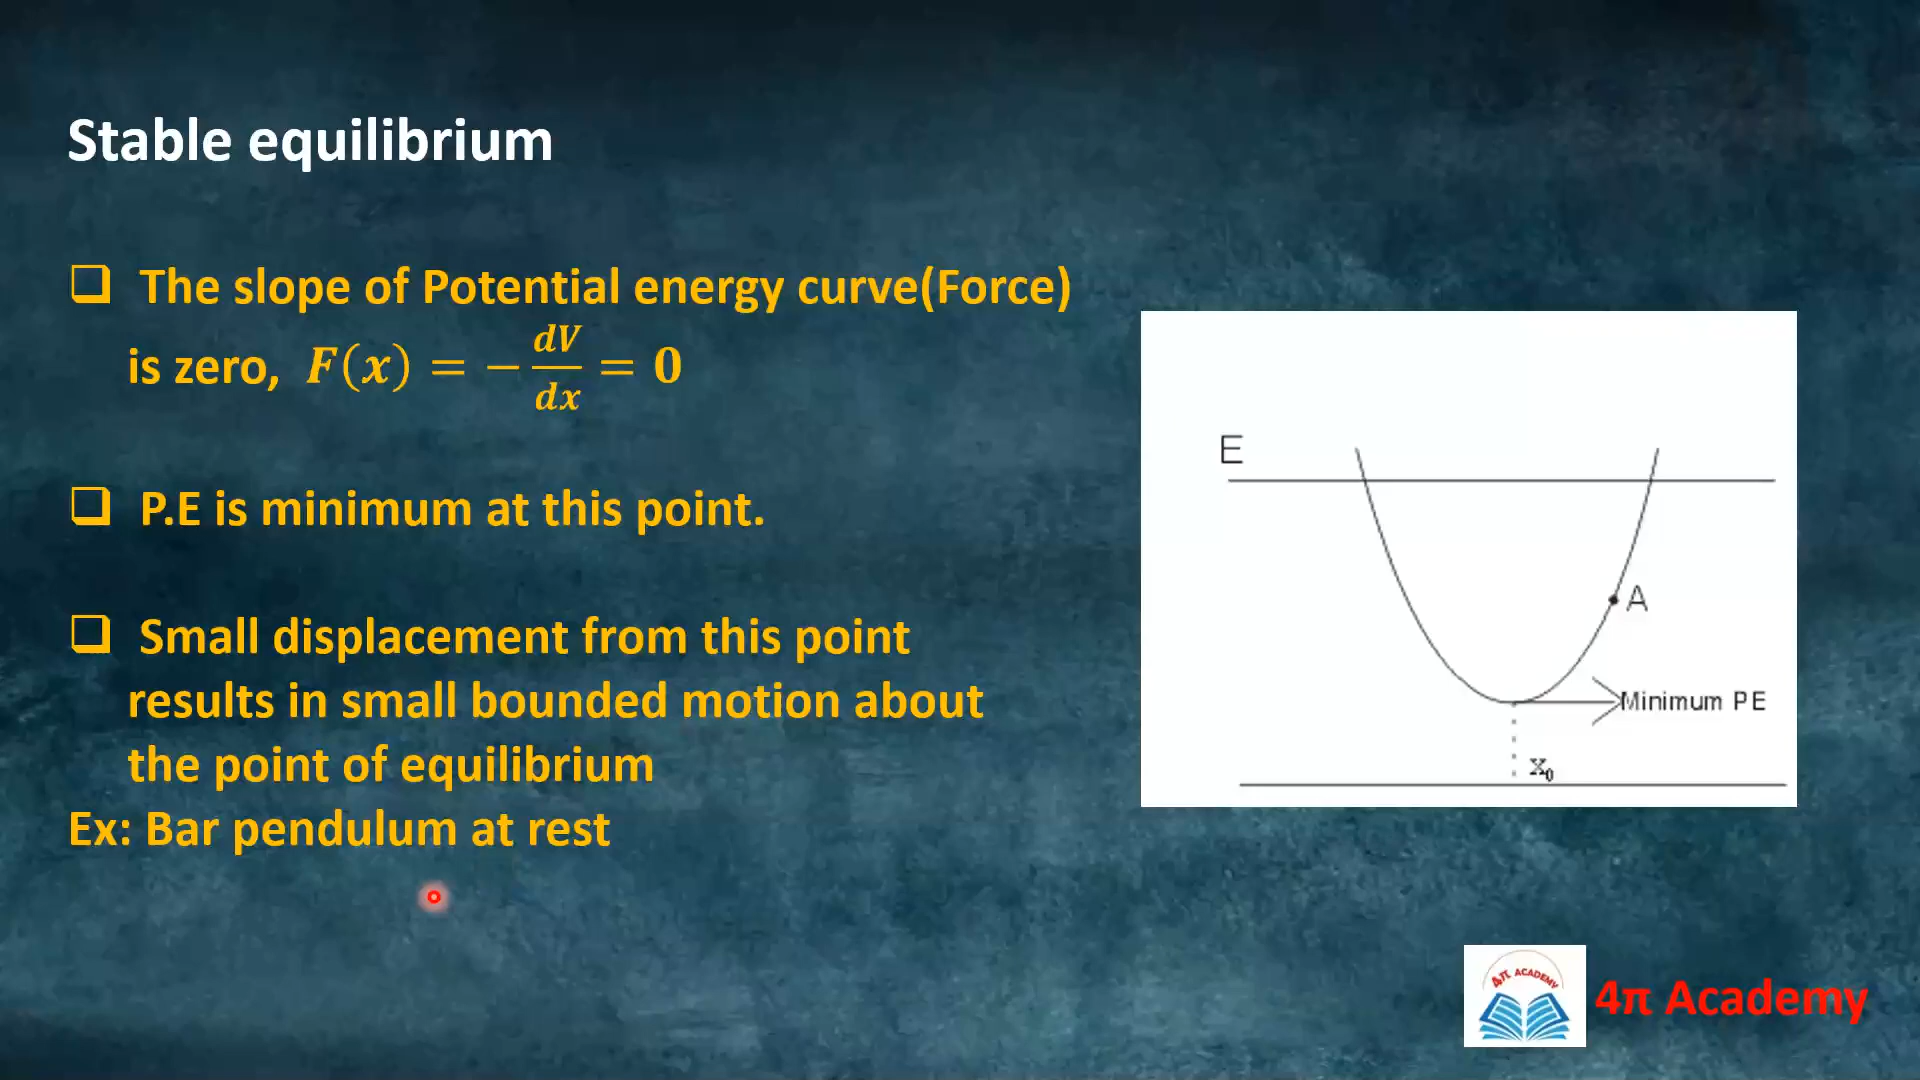 Stable equilibrium
❑ The slope of Potential energy curve(Force)
is zero, F(x) = −dV/dx = 0
❑ P.E is minimum at this point.
❑ Small displacement from this point
results in small bounded motion about
the point of equilibrium
Ex: Bar pendulum at rest
E
A
Minimum PE
x₀
4π ACADEMY
4π Academy